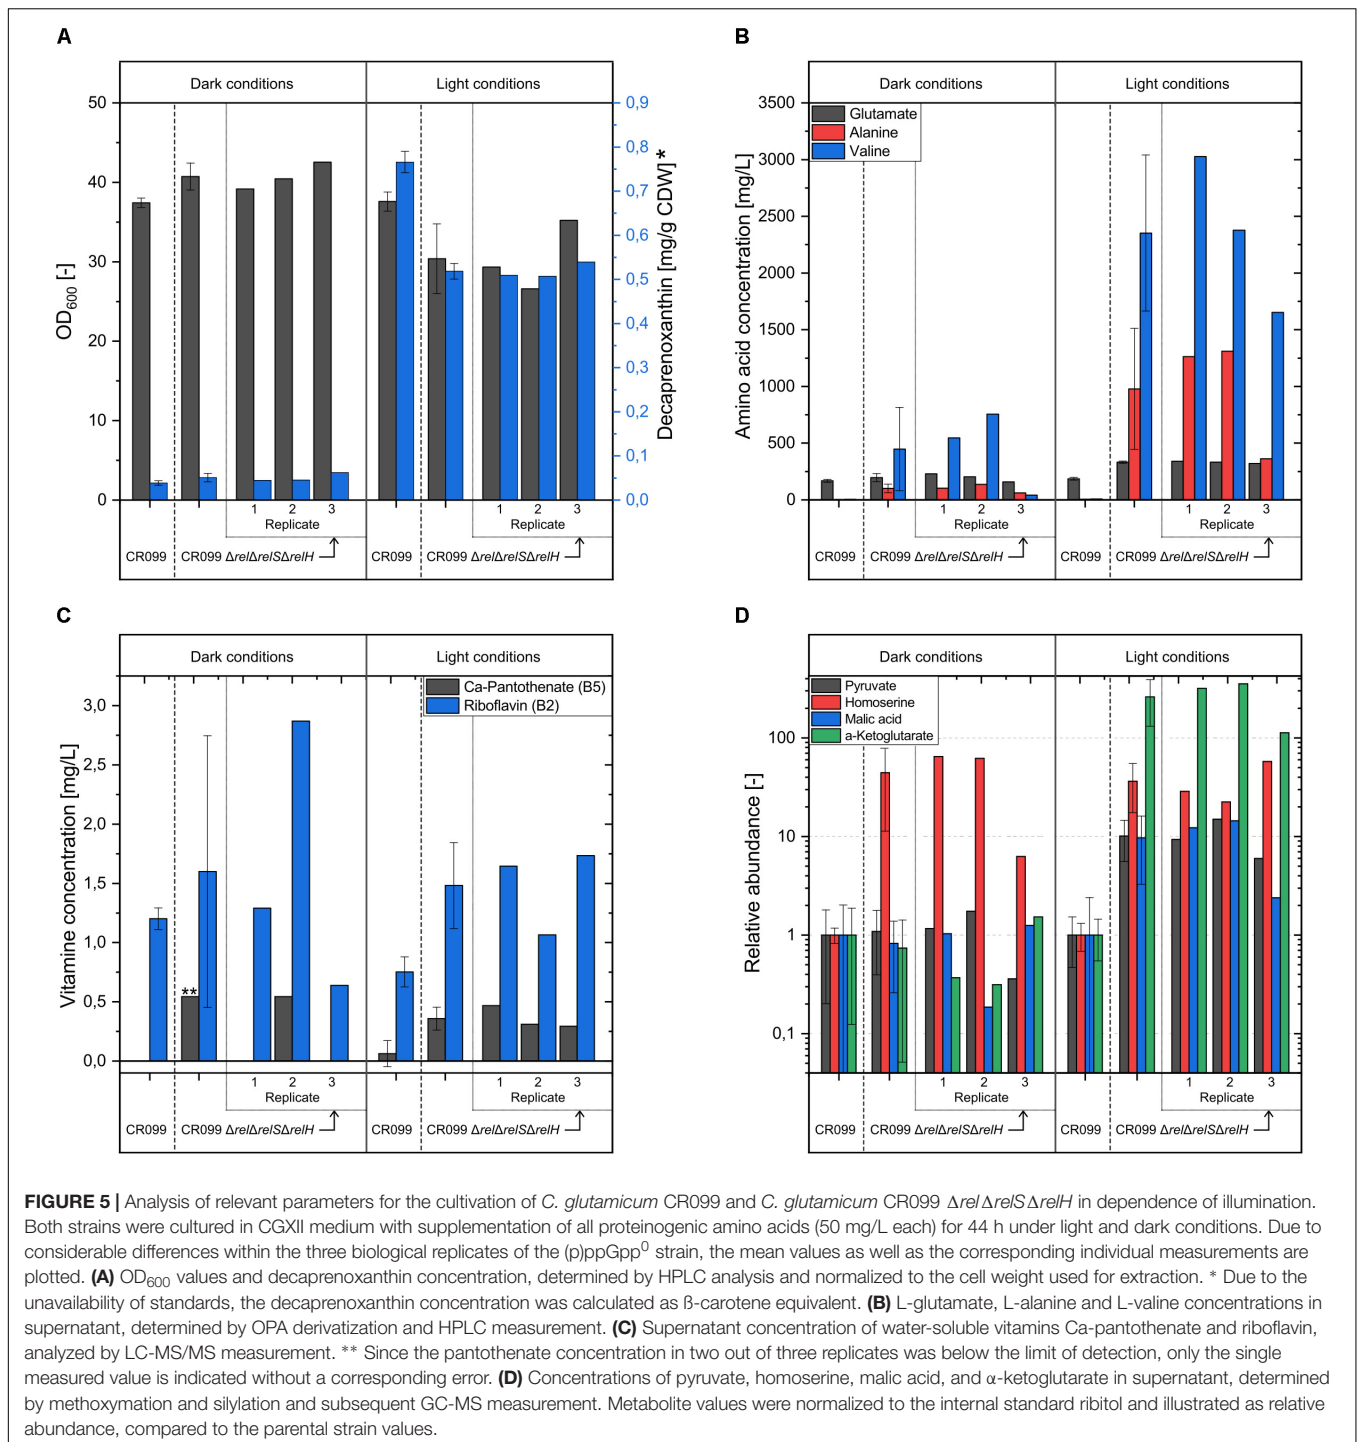 A
Dark conditions
Light conditions
50
40
30
20
10
0
OD600 [-]
0,9
0,8
0,7
0,6
0,5
0,4
0,3
0,2
0,1
0,0
Decaprenoxanthin [mg/g CDW]*
1 2 3
Replicate
1 2 3
Replicate
CR099
CR099 ΔrelΔrelSΔrelH
CR099
CR099 ΔrelΔrelSΔrelH
B
Dark conditions
Light conditions
Glutamate
Alanine
Valine
3500
3000
2500
2000
1500
1000
500
0
Amino acid concentration [mg/L]
1 2 3
Replicate
1 2 3
Replicate
CR099
CR099 ΔrelΔrelSΔrelH
CR099
CR099 ΔrelΔrelSΔrelH
C
Dark conditions
Light conditions
Ca-Pantothenate (B5)
Riboflavin (B2)
3,0
2,5
2,0
1,5
1,0
0,5
0,0
Vitamine concentration [mg/L]
**
1 2 3
Replicate
1 2 3
Replicate
CR099
CR099 ΔrelΔrelSΔrelH
CR099
CR099 ΔrelΔrelSΔrelH
D
Dark conditions
Light conditions
Pyruvate
Homoserine
Malic acid
a-Ketoglutarate
100
10
1
0,1
Relative abundance [-]
1 2 3
Replicate
1 2 3
Replicate
CR099
CR099 ΔrelΔrelSΔrelH
CR099
CR099 ΔrelΔrelSΔrelH
FIGURE 5 | Analysis of relevant parameters for the cultivation of C. glutamicum CR099 and C. glutamicum CR099 ΔrelΔrelSΔrelH in dependence of illumination.
Both strains were cultured in CGXII medium with supplementation of all proteinogenic amino acids (50 mg/L each) for 44 h under light and dark conditions. Due to
considerable differences within the three biological replicates of the (p)ppGpp⁰ strain, the mean values as well as the corresponding individual measurements are
plotted. (A) OD600 values and decaprenoxanthin concentration, determined by HPLC analysis and normalized to the cell weight used for extraction. * Due to the
unavailability of standards, the decaprenoxanthin concentration was calculated as ß-carotene equivalent. (B) L-glutamate, L-alanine and L-valine concentrations in
supernatant, determined by OPA derivatization and HPLC measurement. (C) Supernatant concentration of water-soluble vitamins Ca-pantothenate and riboflavin,
analyzed by LC-MS/MS measurement. ** Since the pantothenate concentration in two out of three replicates was below the limit of detection, only the single
measured value is indicated without a corresponding error. (D) Concentrations of pyruvate, homoserine, malic acid, and α-ketoglutarate in supernatant, determined
by methoxymation and silylation and subsequent GC-MS measurement. Metabolite values were normalized to the internal standard ribitol and illustrated as relative
abundance, compared to the parental strain values.